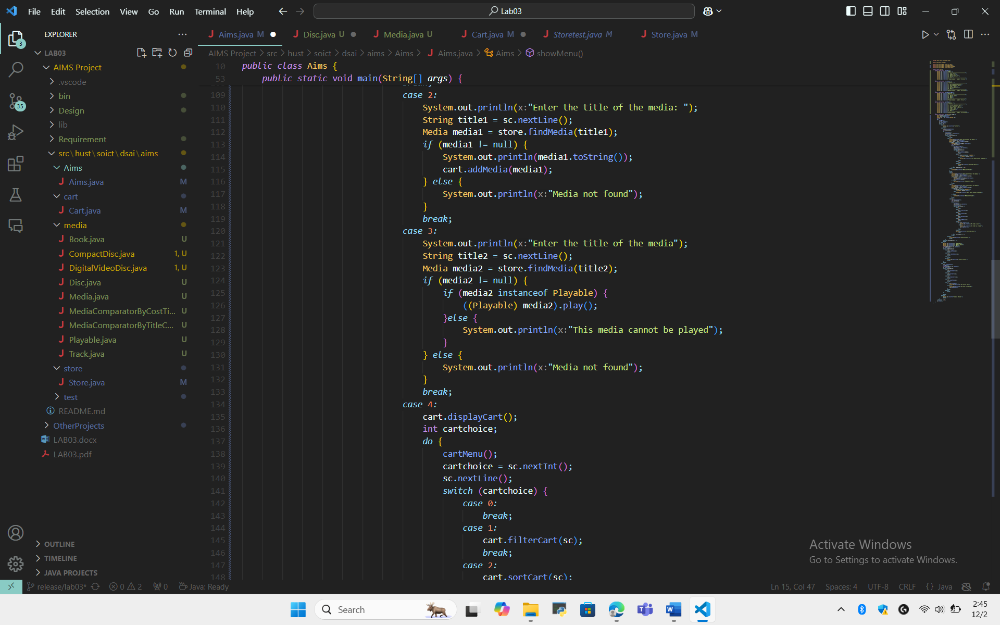 File Edit Selection View Go Run Terminal Help
Lab03
EXPLORER
LAB03
AIMS Project
.vscode
bin
Design
lib
Requirement
src\hust\soict\dsai\aims
Aims
Aims.java M
cart
Cart.java M
media
Book.java U
CompactDisc.java 1, U
DigitalVideoDisc.java 1, U
Disc.java U
Media.java U
MediaComparatorByCostTi... U
MediaComparatorByTitleC... U
Playable.java U
Track.java U
store
Store.java M
test
README.md
OtherProjects
LAB03.docx
LAB03.pdf
OUTLINE
TIMELINE
JAVA PROJECTS
3
35
Aims.java M Disc.java U Media.java U Cart.java M Storetest.java M Store.java M
AIMS Project > src > hust > soict > dsai > aims > Aims > Aims.java > Aims > showMenu()
10 public class Aims {
53 public static void main(String[] args) {
109 case 2:
110 System.out.println(x:"Enter the title of the media: ");
111 String title1 = sc.nextLine();
112 Media media1 = store.findMedia(title1);
113 if (media1 != null) {
114 System.out.println(media1.toString());
115 cart.addMedia(media1);
116 } else {
117 System.out.println(x:"Media not found");
118 }
119 break;
120 case 3:
121 System.out.println(x:"Enter the title of the media");
122 String title2 = sc.nextLine();
123 Media media2 = store.findMedia(title2);
124 if (media2 != null) {
125 if (media2 instanceof Playable) {
126 ((Playable) media2).play();
127 }else {
128 System.out.println(x:"This media cannot be played");
129 }
130 } else {
131 System.out.println(x:"Media not found");
132 }
133 break;
134 case 4:
135 cart.displayCart();
136 int cartchoice;
137 do {
138 cartMenu();
139 cartchoice = sc.nextInt();
140 sc.nextLine();
141 switch (cartchoice) {
142 case 0:
143 break;
144 case 1:
145 cart.filterCart(sc);
146 break;
147 case 2:
148 cart.sortCart(sc);
Activate Windows
Go to Settings to activate Windows.
release/lab03* 0 2 0 Java: Ready
Ln 15, Col 47 Spaces: 4 UTF-8 CRLF {} Java
Search
2:45
12/2